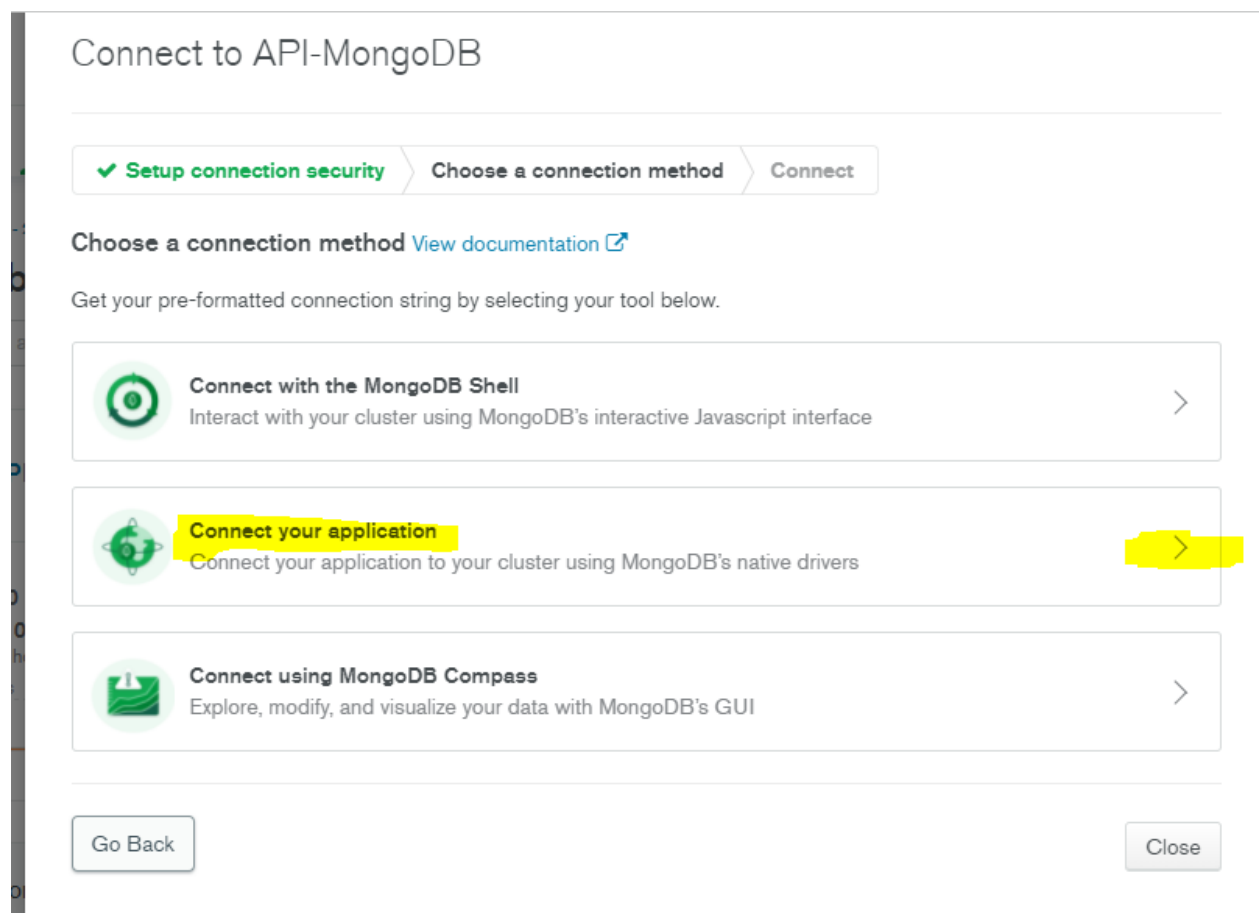 Connect to API-MongoDB
✔ Setup connection security
Choose a connection method
Connect
Choose a connection method View documentation
Get your pre-formatted connection string by selecting your tool below.
Connect with the MongoDB Shell
Interact with your cluster using MongoDB's interactive Javascript interface
Connect your application
Connect your application to your cluster using MongoDB's native drivers
Connect using MongoDB Compass
Explore, modify, and visualize your data with MongoDB's GUI
Go Back
Close